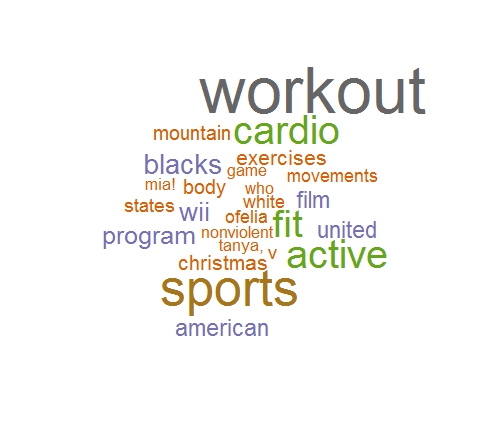 workout
mountain cardio
blacks game exercises
mia! body who movements
states wii white film
ofelia fit united
program nonviolent
tanya, v active
christmas
sports
american